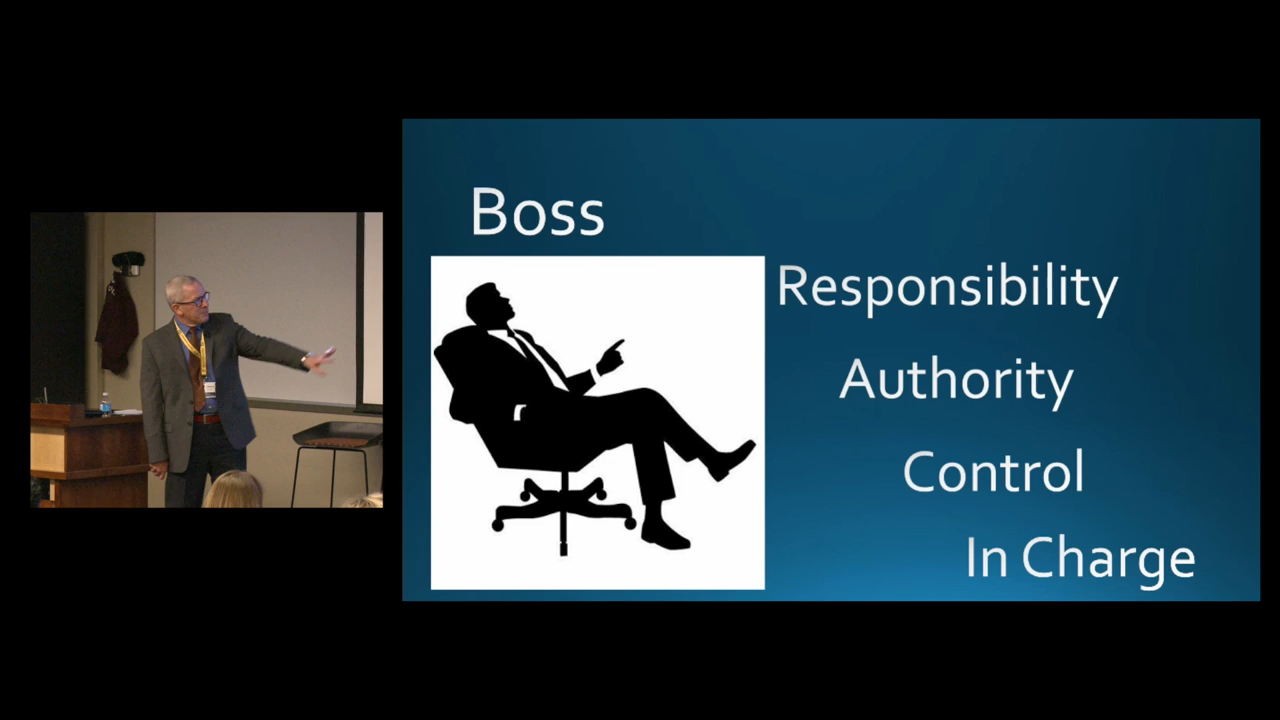 Boss
Responsibility
Authority
Control
In Charge